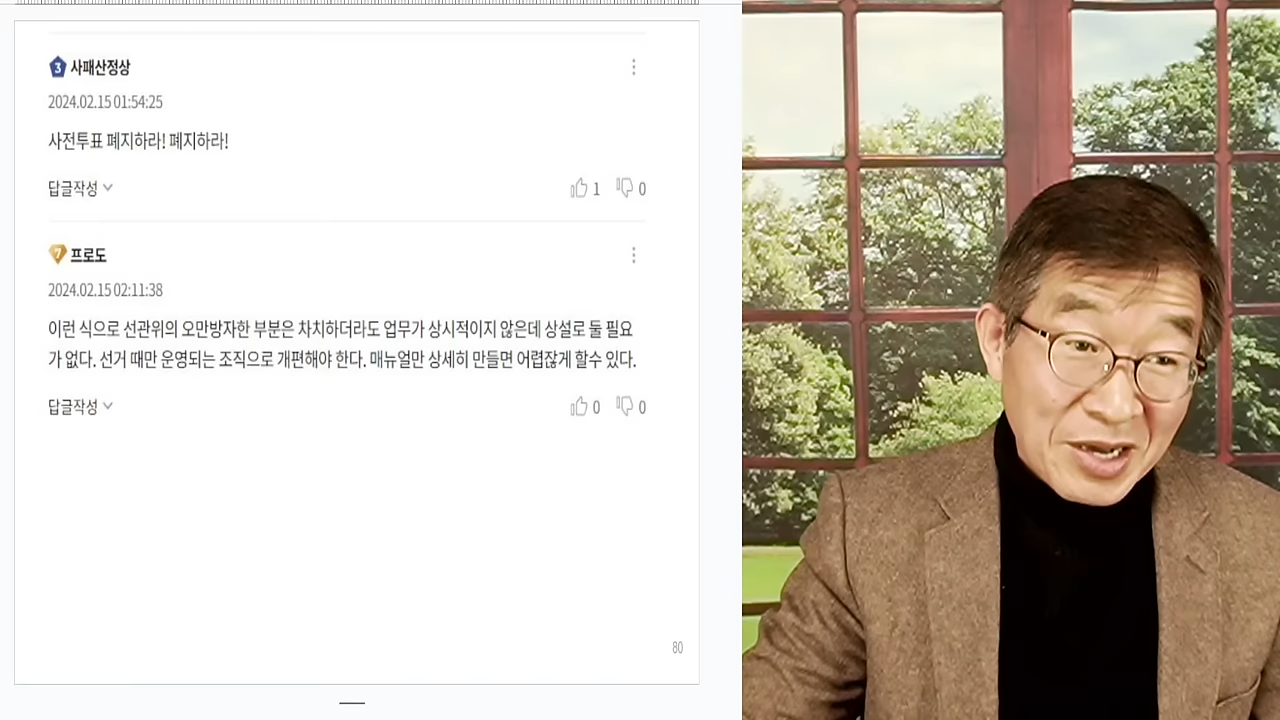 3 사패산정상
2024.02.15 01:54:25
사전투표 폐지하라! 폐지하라!
답글작성 1 0
7 프로도
2024.02.15 02:11:38
이런 식으로 선관위의 오만방자한 부분은 차치하더라도 업무가 상시적이지 않은데 상설로 둘 필요
가 없다. 선거 때만 운영되는 조직으로 개편해야 한다. 매뉴얼만 상세히 만들면 어렵잖게 할수 있다.
답글작성 0 0
80